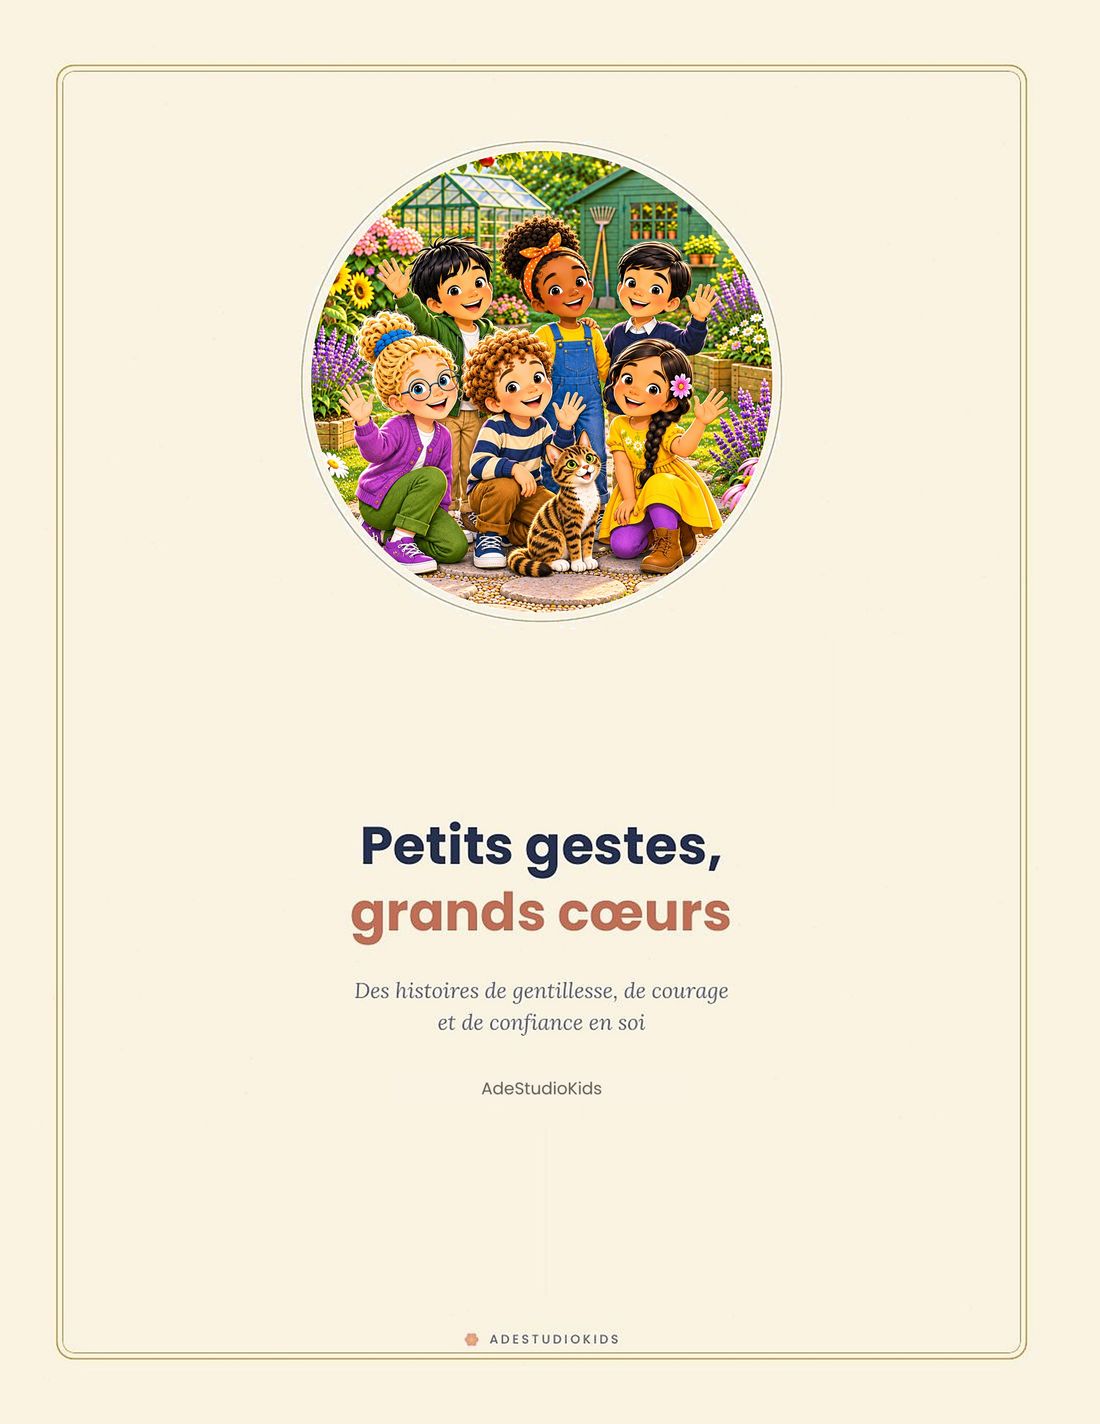 Petits gestes,
grands cœurs
Des histoires de gentillesse, de courage
et de confiance en soi
AdeStudioKids
ADESTUDIOKIDS